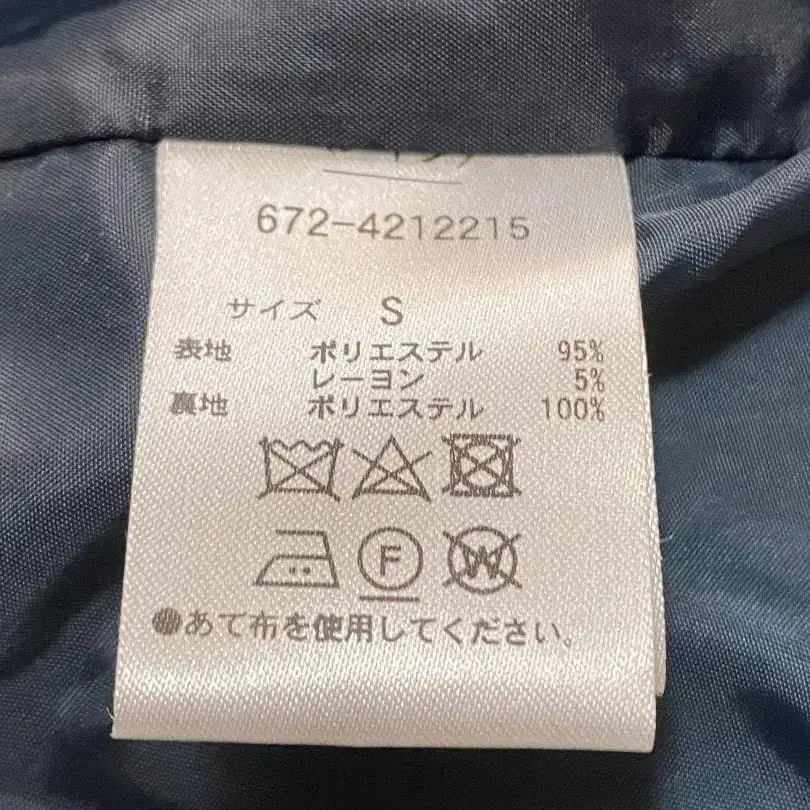 672-4212215
サイズ S
表地 ポリエステル 95%
レーヨン 5%
裏地 ポリエステル 100%
F W
●あて布を使用してください。